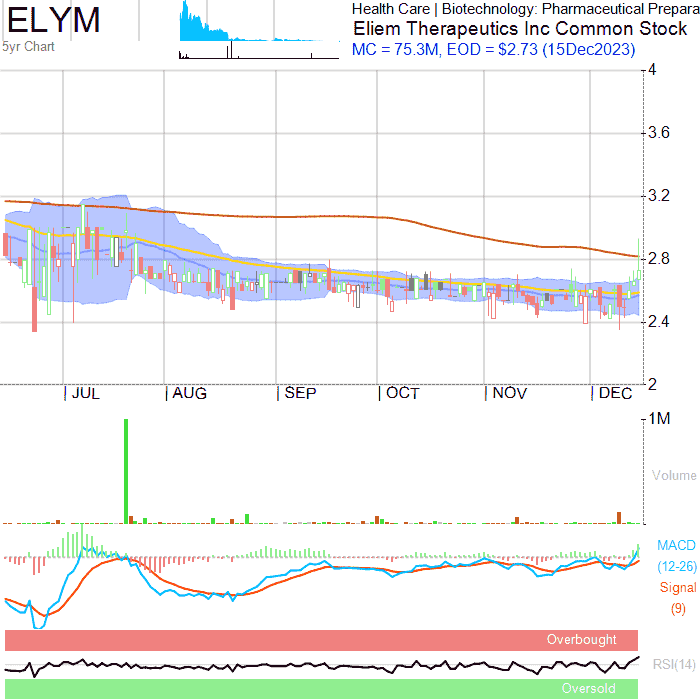 ELYM
5yr Chart
Health Care | Biotechnology: Pharmaceutical Prepara
Eliem Therapeutics Inc Common Stock
MC = 75.3M, EOD = $2.73 (15Dec2023)
4
3.6
3.2
2.8
2.4
2
JUL AUG SEP OCT NOV DEC
1M
Volume
MACD
(12-26)
Signal
(9)
Overbought
RSI(14)
Oversold